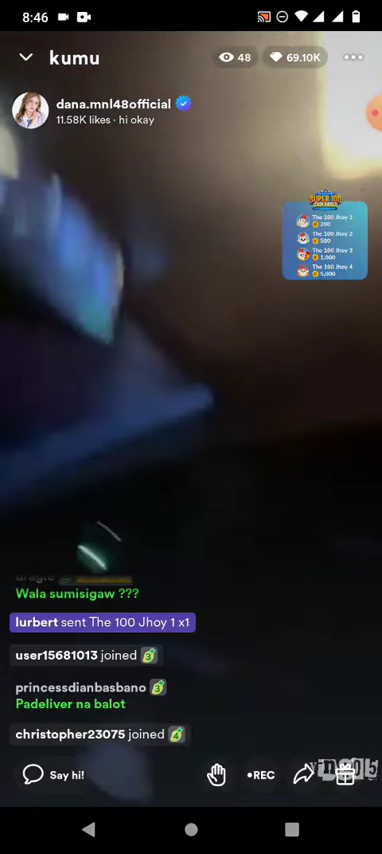 8:46
kumu
48
69.10K
dana.mnl48official
11.58K likes · hi okay
SUPER 100
The 100 Jhoy 1
200
The 100 Jhoy 2
500
The 100 Jhoy 3
1,000
The 100 Jhoy 4
5,000
Wala sumisigaw ???
lurbert sent The 100 Jhoy 1 x1
user15681013 joined 3
princessdianbasbano 3
Padeliver na balot
christopher23075 joined 4
Say hi!
•REC